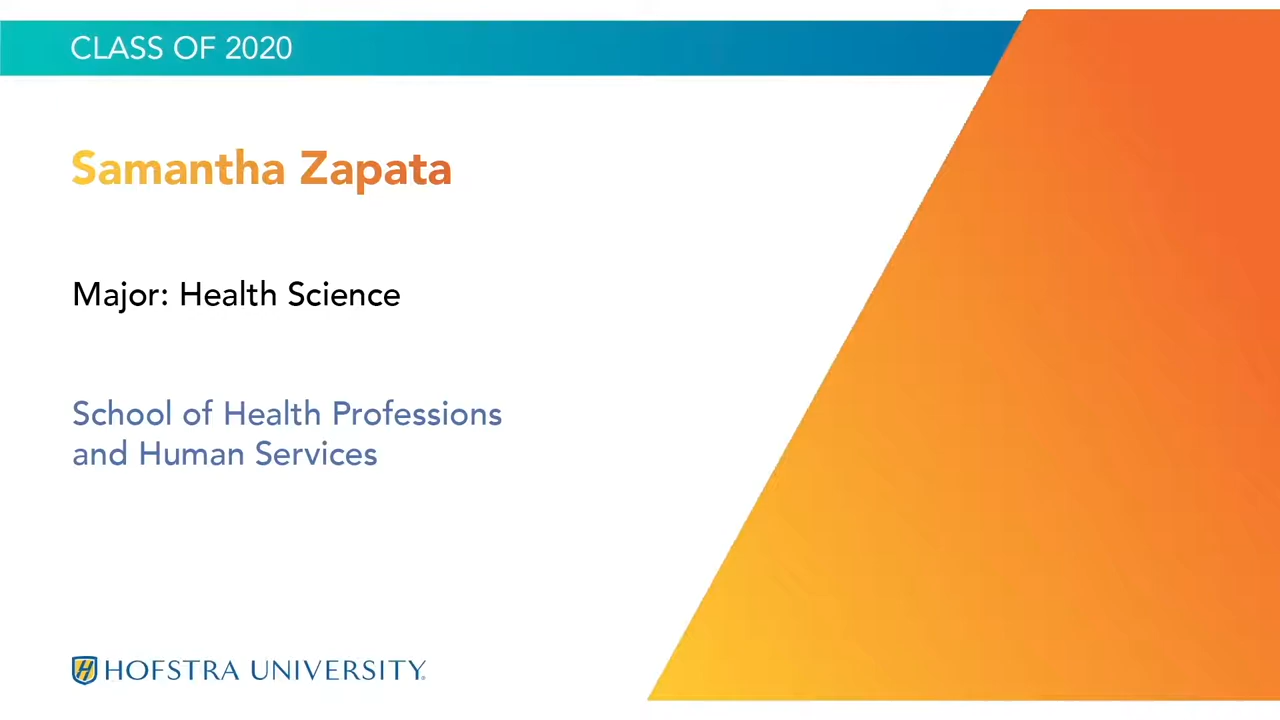 CLASS OF 2020
Samantha Zapata
Major: Health Science
School of Health Professions
and Human Services
HOFSTRA UNIVERSITY®